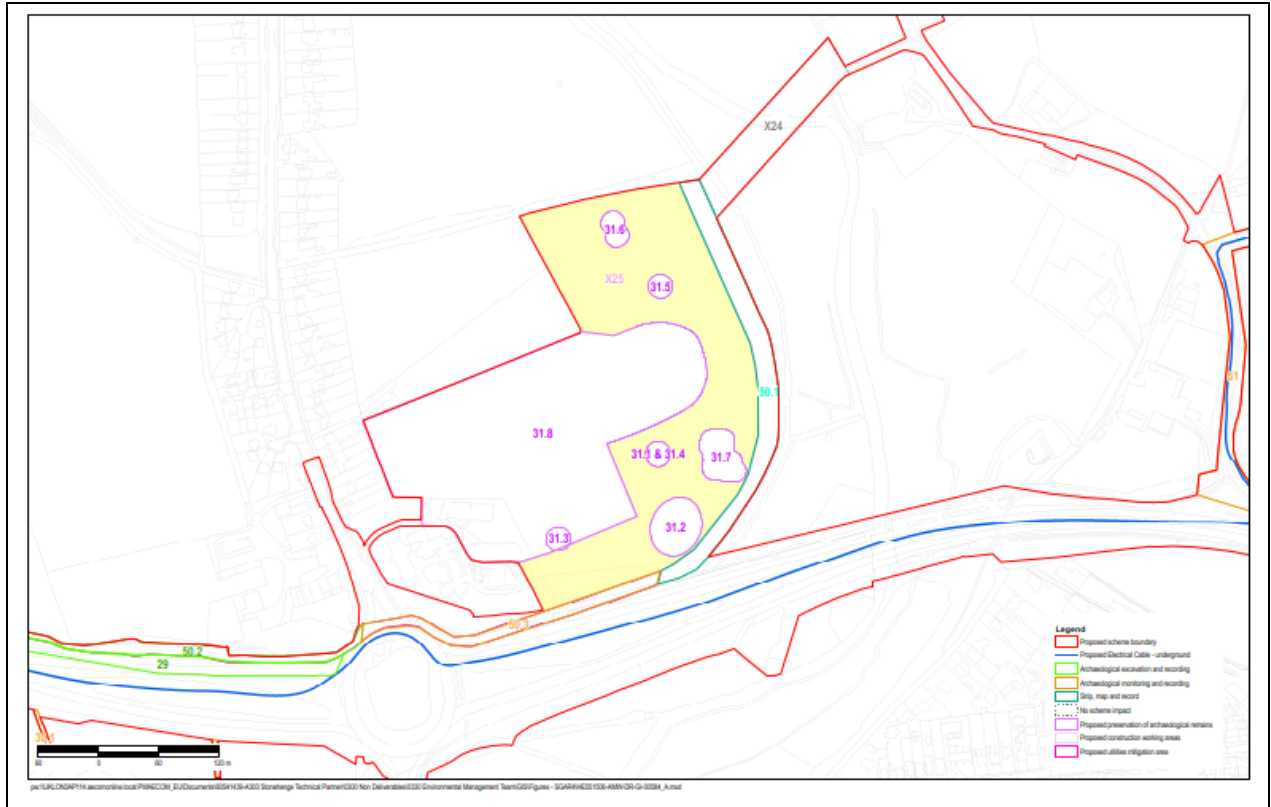 X24
31.6
X25
31.5
50.1
51
31.8
31.1 & 31.4
31.7
31.2
31.3
50.3
50.2
29
60 0 60 120 m
Legend
Proposed scheme boundary
Proposed Electrical Cable - underground
Archaeological excavation and recording
Archaeological monitoring and recording
Strip, map and record
No scheme impact
Proposed preservation of archaeological remains
Proposed construction working areas
Proposed utilities mitigation area